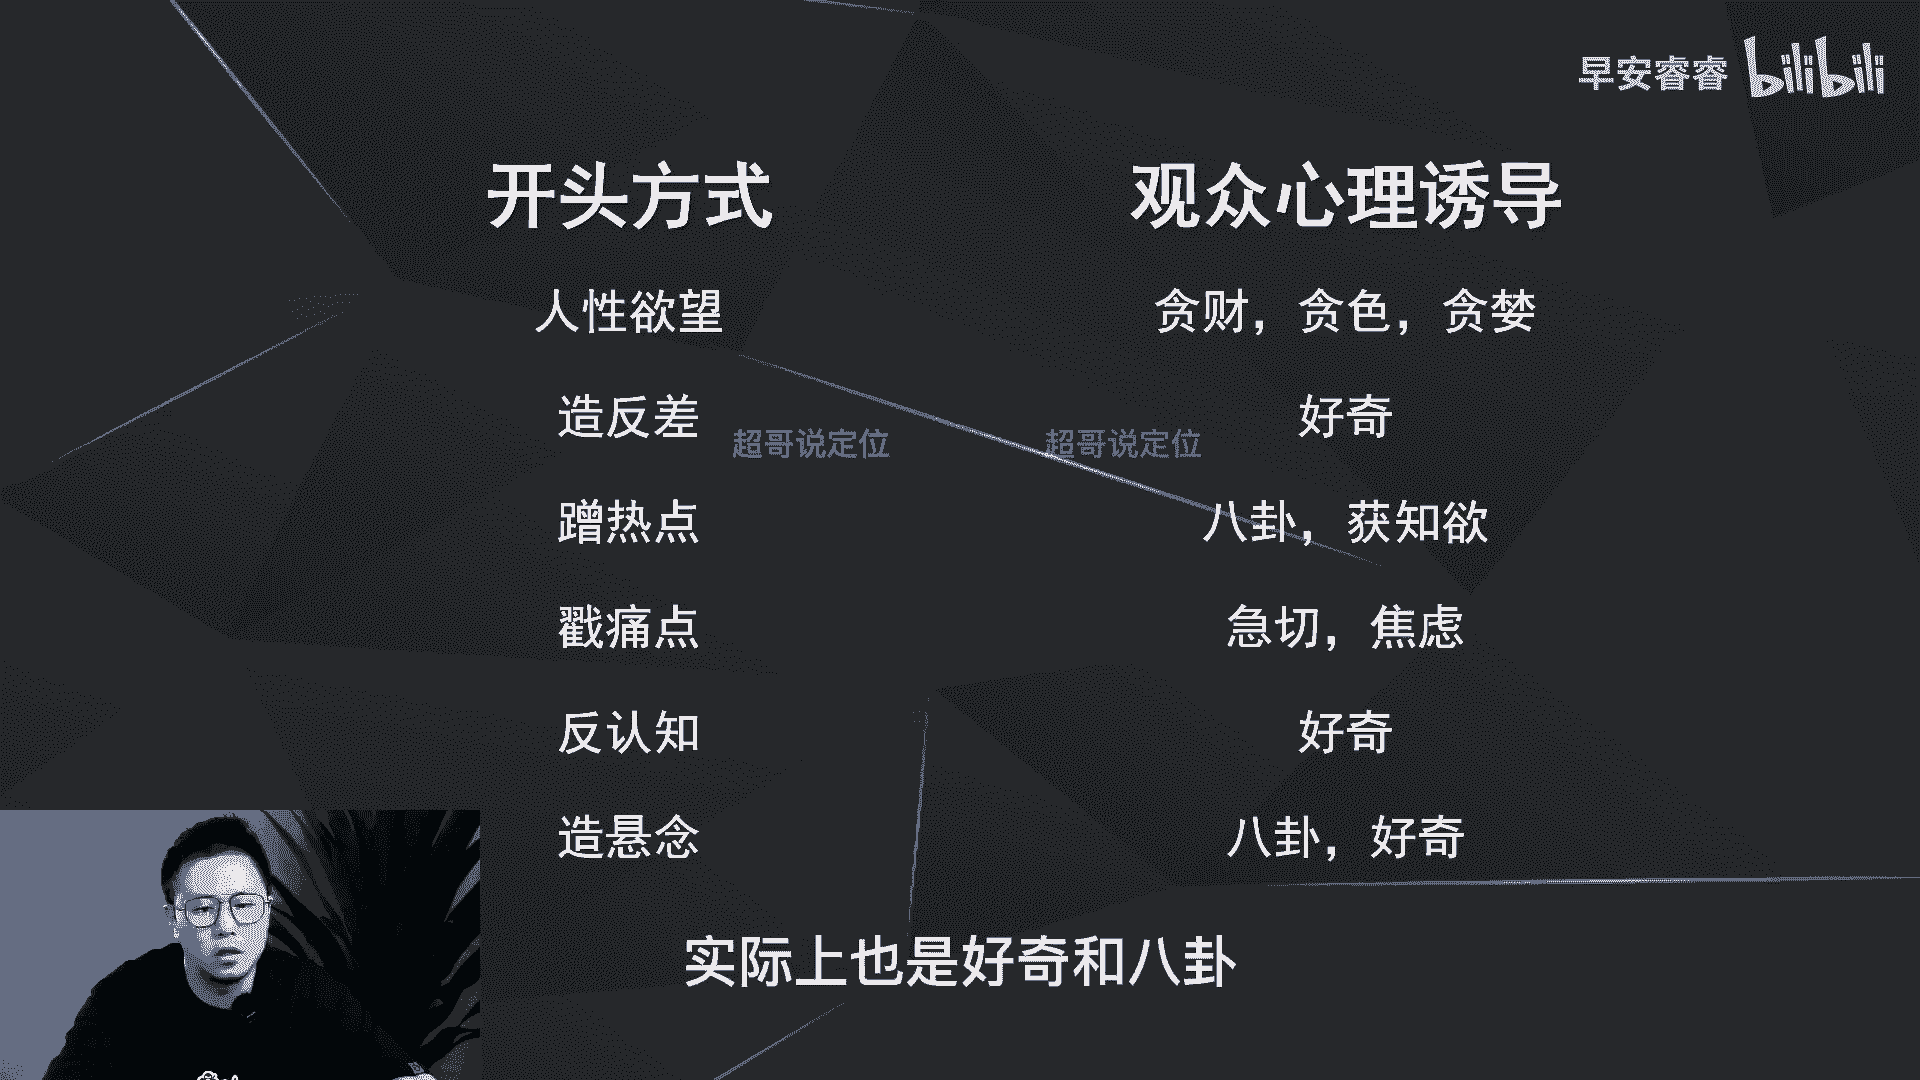 早安睿睿 bilibili
开头方式 观众心理诱导
人性欲望 贪财，贪色，贪婪
造反差 好奇
超哥说定位 超哥说定位
蹭热点 八卦，获知欲
戳痛点 急切，焦虑
反认知 好奇
造悬念 八卦，好奇
实际上也是好奇和八卦